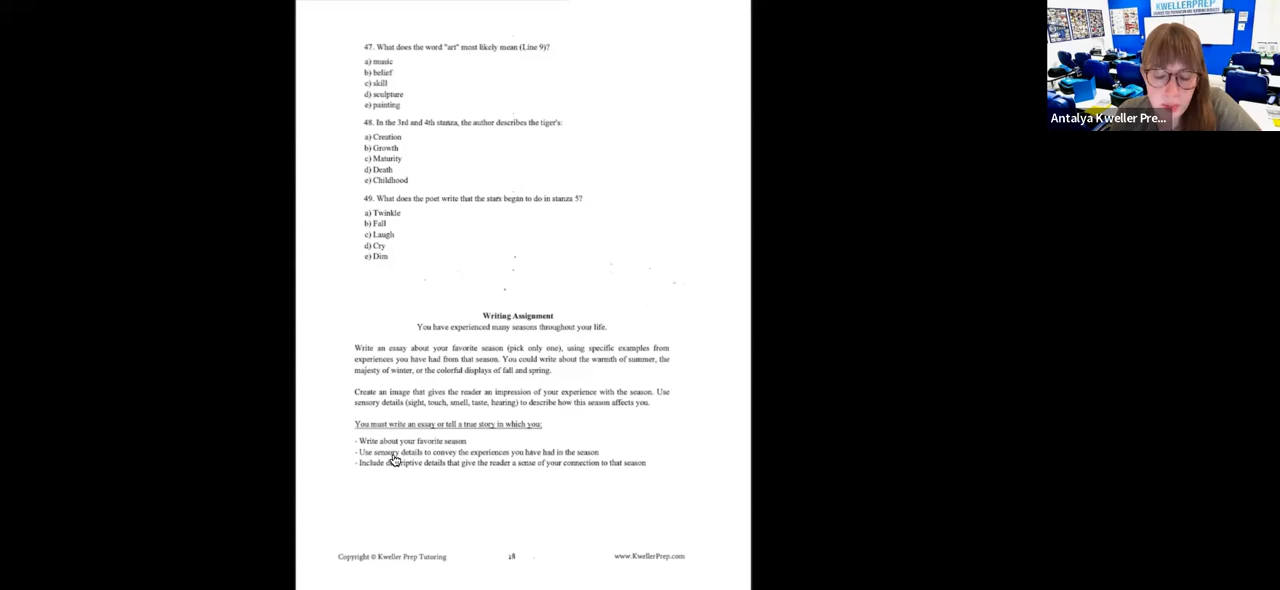 47. What does the word "art" most likely mean (Line 9)?
a) music
b) belief
c) skill
d) sculpture
e) painting
48. In the 3rd and 4th stanza, the author describes the tiger's:
a) Creation
b) Growth
c) Maturity
d) Death
e) Childhood
49. What does the poet write that the stars began to do in stanza 5?
a) Twinkle
b) Fall
c) Laugh
d) Cry
e) Dim
Writing Assignment
You have experienced many seasons throughout your life.
Write an essay about your favorite season (pick only one), using specific examples from
experiences you have had from that season. You could write about the warmth of summer, the
majesty of winter, or the colorful displays of fall and spring.
Create an image that gives the reader an impression of your experience with the season. Use
sensory details (sight, touch, smell, taste, hearing) to describe how this season affects you.
You must write an essay or tell a true story in which you:
- Write about your favorite season
- Use sensory details to convey the experiences you have had in the season
- Include descriptive details that give the reader a sense of your connection to that season
Copyright © Kweller Prep Tutoring
18
www.KwellerPrep.com
KWELLERPREP
Antalya Kweller Pre...